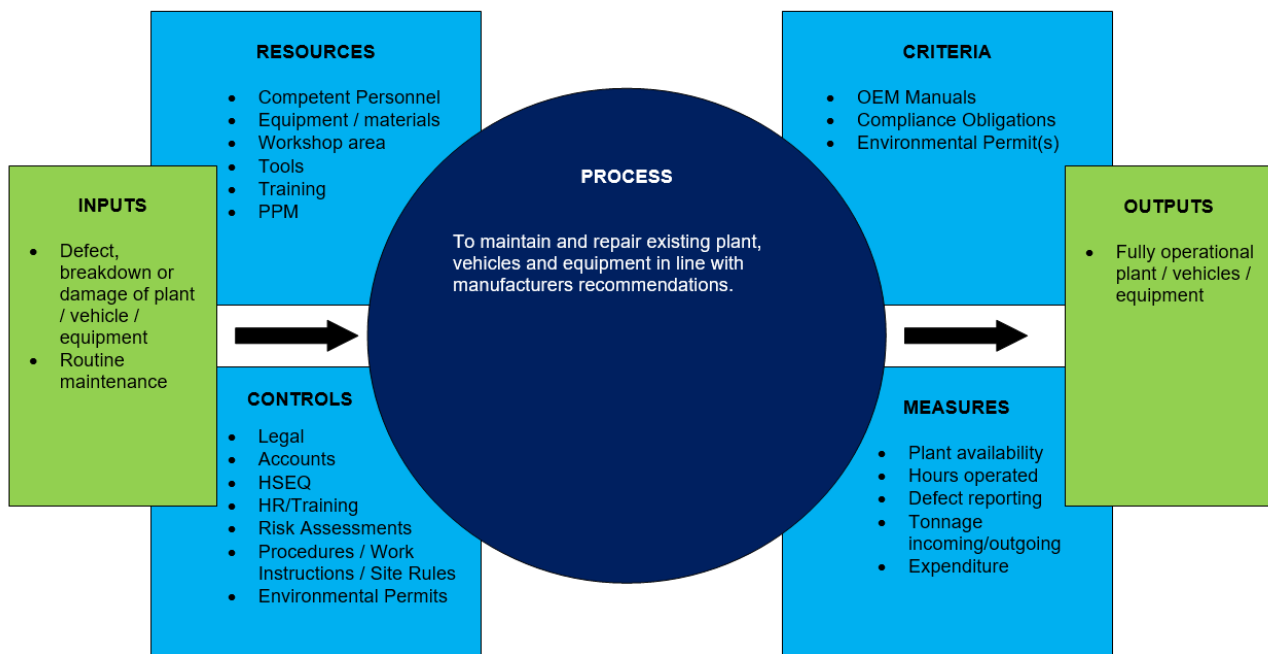 RESOURCES
• Competent Personnel
• Equipment / materials
• Workshop area
• Tools
• Training
• PPM
INPUTS
• Defect,
breakdown or
damage of plant
/ vehicle /
equipment
• Routine
maintenance
CONTROLS
• Legal
• Accounts
• HSEQ
• HR/Training
• Risk Assessments
• Procedures / Work
Instructions / Site Rules
• Environmental Permits
PROCESS
To maintain and repair existing plant,
vehicles and equipment in line with
manufacturers recommendations.
CRITERIA
• OEM Manuals
• Compliance Obligations
• Environmental Permit(s)
OUTPUTS
• Fully operational
plant / vehicles /
equipment
MEASURES
• Plant availability
• Hours operated
• Defect reporting
• Tonnage
incoming/outgoing
• Expenditure